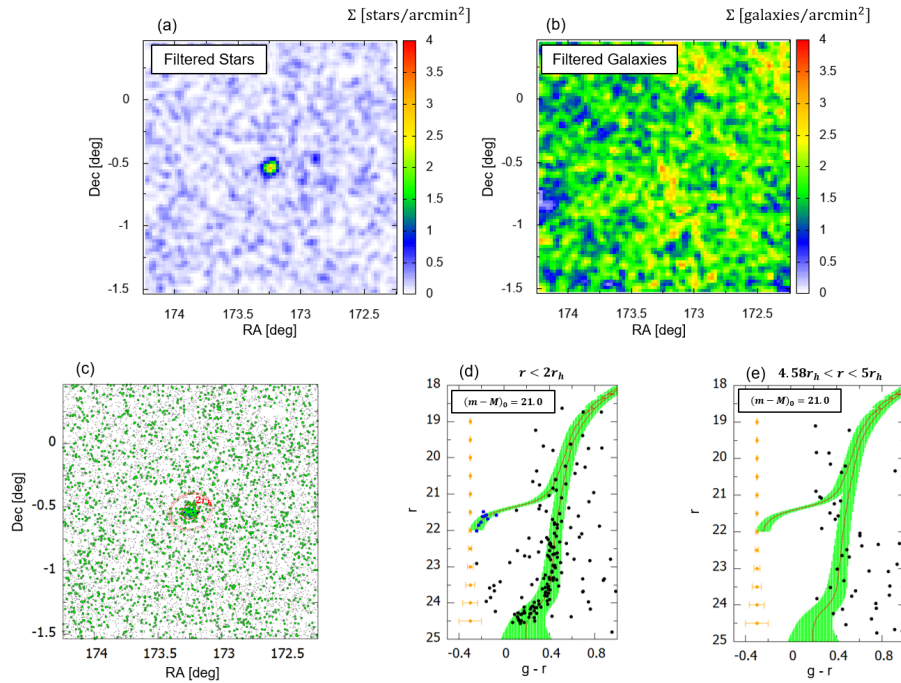 Σ [stars/arcmin²]
Σ [galaxies/arcmin²]
(a)
(b)
Filtered Stars
Filtered Galaxies
4
3.5
3
2.5
2
1.5
1
0.5
0
4
3.5
3
2.5
2
1.5
1
0.5
0
0
-0.5
-1
-1.5
Dec [deg]
0
-0.5
-1
-1.5
Dec [deg]
174
173.5
173
172.5
RA [deg]
174
173.5
173
172.5
RA [deg]
(c)
0
-0.5
-1
-1.5
Dec [deg]
174
173.5
173
172.5
RA [deg]
(d)
r < 2rₕ
(m − M)₀ = 21.0
18
19
20
21
22
23
24
25
r
-0.4
0
0.4
0.8
g - r
(e)
4.58rₕ < r < 5rₕ
(m − M)₀ = 21.0
18
19
20
21
22
23
24
25
r
-0.4
0
0.4
0.8
g - r